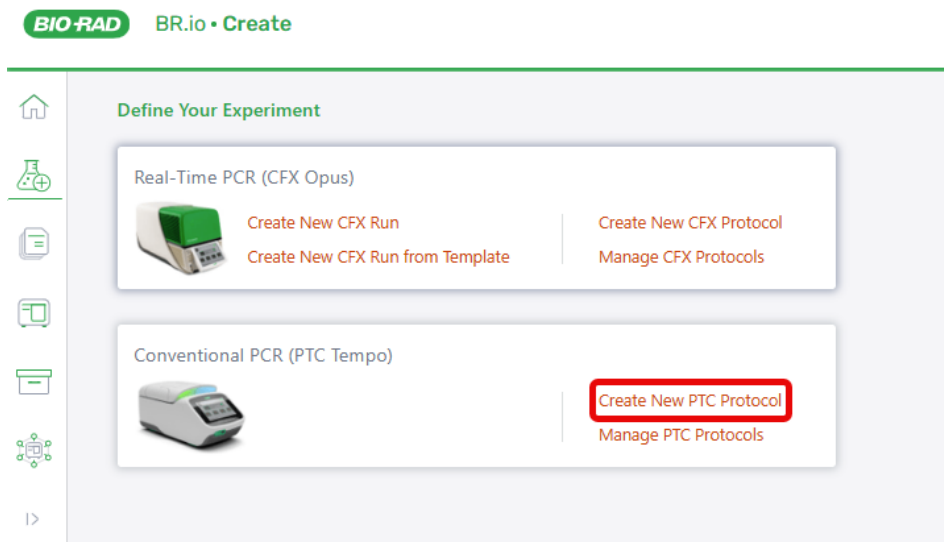 BIO-RAD BR.io • Create
Define Your Experiment
Real-Time PCR (CFX Opus)
Create New CFX Run
Create New CFX Run from Template
Create New CFX Protocol
Manage CFX Protocols
Conventional PCR (PTC Tempo)
Create New PTC Protocol
Manage PTC Protocols